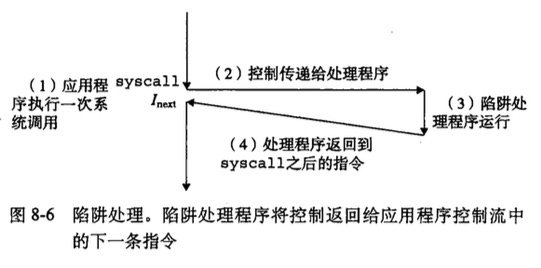 (1) 应用程
序执行一次系
统调用
syscall
Inext
(2) 控制传递给处理程序
(3) 陷阱处
理程序运行
(4) 处理程序返回到
syscall之后的指令
图 8-6 陷阱处理。陷阱处理程序将控制返回给应用程序控制流中
的下一条指令